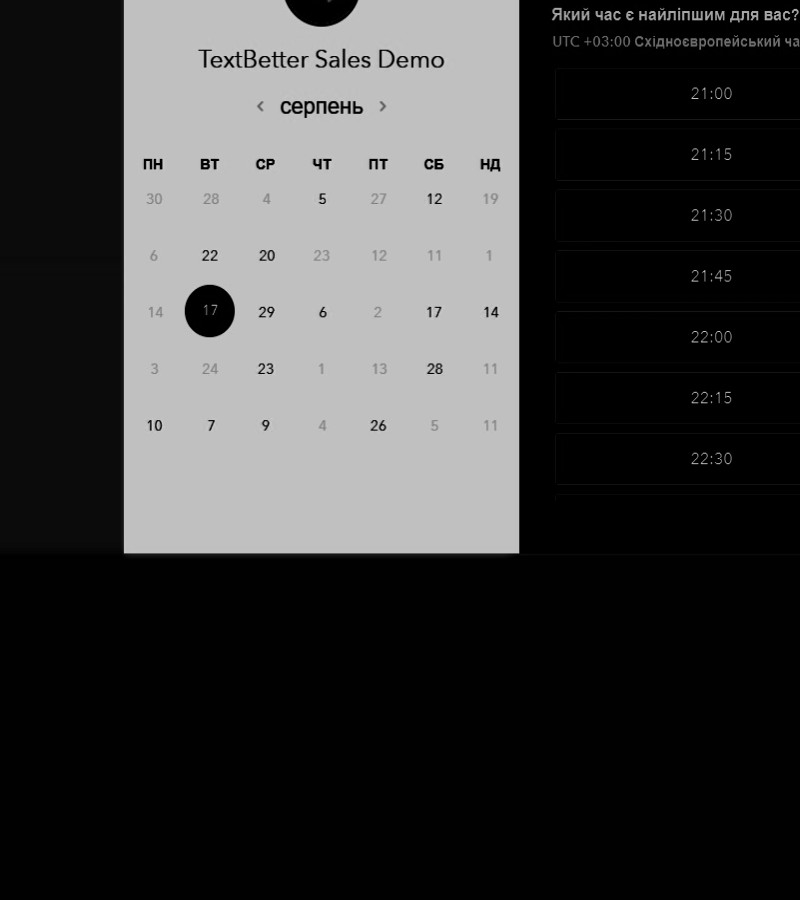 TextBetter Sales Demo
серпень
ПН ВТ СР ЧТ ПТ СБ НД
30 28 4 5 27 12 19
6 22 20 23 12 11 1
14 17 29 6 2 17 14
3 24 23 1 13 28 11
10 7 9 4 26 5 11
Який час є найліпшим для вас?
UTC +03:00 Східноєвропейський ча
21:00
21:15
21:30
21:45
22:00
22:15
22:30